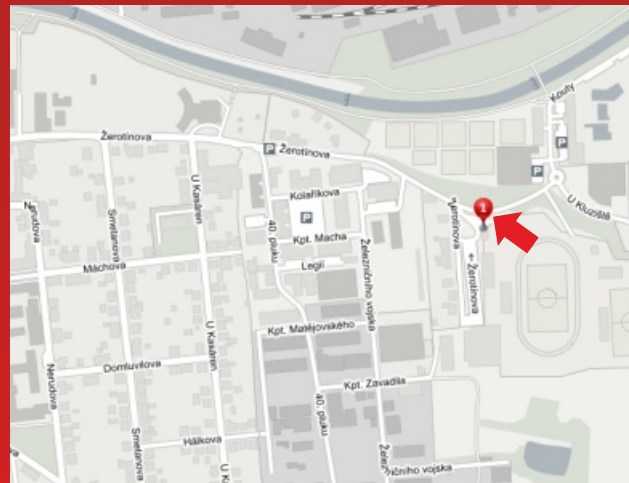 Kouty
Žerotínova
P
Žerotínova
P
P
U Kasáren
Kolaříkova
U Kluziště
Nerudova
Smetanova
40. pluku
P
1
Žerotínova
Kpt. Macha
Železničního vojska
Máchova
Legií
← Žerotínova
Kpt. Matějovského
Domluvilova
U Kasáren
Nerudova
Kpt. Zavadila
40. pluku
Smetanova
Hálkova
U K
Železničního vojska